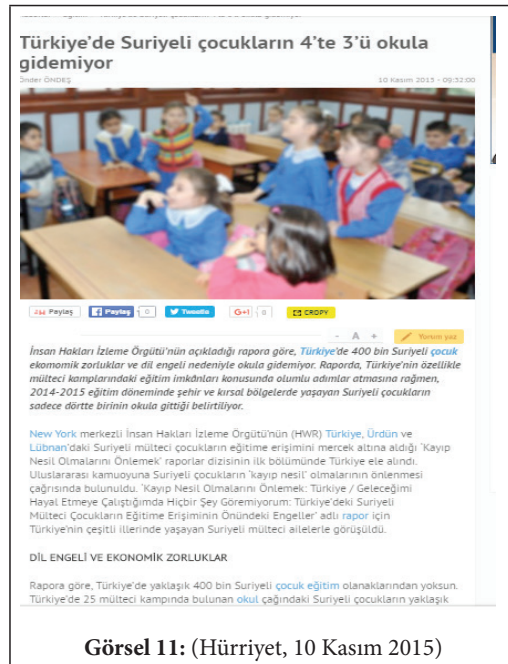 Türkiye’de Suriyeli çocukların 4’te 3’ü okula
gidemiyor
Önder ÖNDEŞ
10 Kasım 2015 - 09:32:00
Paylaş
Paylaş 0
Tweetle
G+1 0
CROPY
- A +
Yorum yaz
İnsan Hakları İzleme Örgütü’nün açıkladığı rapora göre, Türkiye’de 400 bin Suriyeli çocuk
ekonomik zorluklar ve dil engeli nedeniyle okula gidemiyor. Raporda, Türkiye’nin özellikle
mülteci kamplarındaki eğitim imkânları konusunda olumlu adımlar atmasına rağmen,
2014-2015 eğitim döneminde şehir ve kırsal bölgelerde yaşayan Suriyeli çocukların
sadece dörtte birinin okula gittiği belirtiliyor.
New York merkezli İnsan Hakları İzleme Örgütü’nün (HWR) Türkiye, Ürdün ve
Lübnan’daki Suriyeli mülteci çocukların eğitime erişimini mercek altına aldığı ‘Kayıp
Nesil Olmalarını Önlemek’ raporlar dizisinin ilk bölümünde Türkiye ele alındı.
Uluslararası kamuoyuna Suriyeli çocukların ‘kayıp nesil’ olmalarının önlenmesi
çağrısında bulunuldu. ‘Kayıp Nesil Olmalarını Önlemek: Türkiye / Geleceğimi
Hayal Etmeye Çalıştığımda Hiçbir Şey Göremiyorum: Türkiye’deki Suriyeli
Mülteci Çocukların Eğitime Erişiminin Önündeki Engeller’ adlı rapor için
Türkiye’nin çeşitli illerinde yaşayan Suriyeli mülteci ailelerle görüşüldü.
DİL ENGELİ VE EKONOMİK ZORLUKLAR
Rapora göre, Türkiye’de yaklaşık 400 bin Suriyeli çocuk eğitim olanaklarından yoksun.
Türkiye’de 25 mülteci kampında bulunan okul çağındaki Suriyeli çocukların yaklaşık
Görsel 11: (Hürriyet, 10 Kasım 2015)